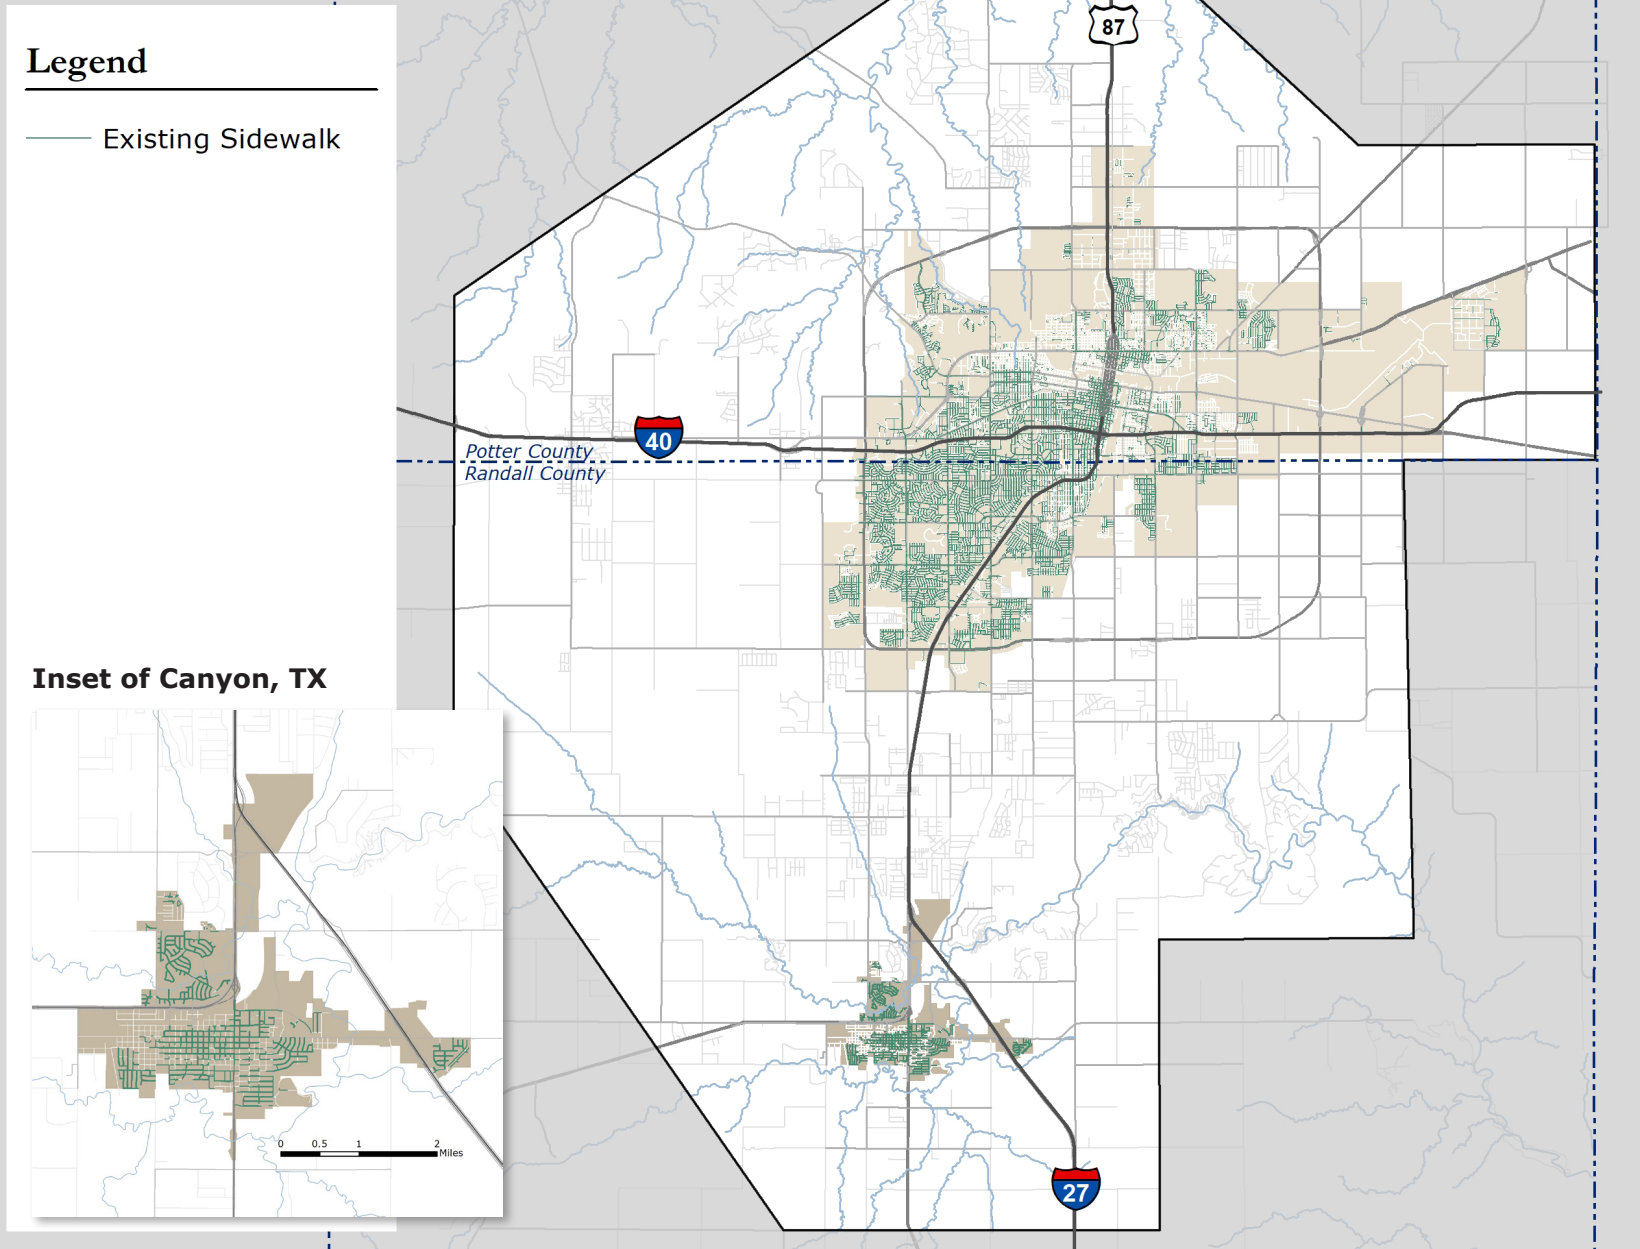 Legend
Existing Sidewalk
87
40
Potter County
Randall County
Inset of Canyon, TX
0 0.5 1 2
Miles
27